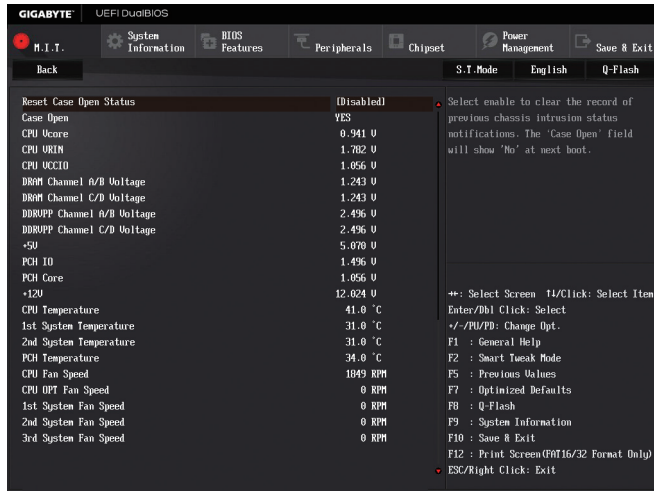 GIGABYTE™ UEFI DualBIOS
M.I.T. System Information BIOS Features Peripherals Chipset Power Management Save & Exit
Back S.T.Mode English Q-Flash
Reset Case Open Status [Disabled]
Case Open YES
CPU Vcore 0.941 V
CPU VRIN 1.782 V
CPU VCCIO 1.056 V
DRAM Channel A/B Voltage 1.243 V
DRAM Channel C/D Voltage 1.243 V
DDRVPP Channel A/B Voltage 2.496 V
DDRVPP Channel C/D Voltage 2.496 V
+5V 5.070 V
PCH IO 1.496 V
PCH Core 1.056 V
+12V 12.024 V
CPU Temperature 41.0 °C
1st System Temperature 31.0 °C
2nd System Temperature 31.0 °C
PCH Temperature 34.0 °C
CPU Fan Speed 1849 RPM
CPU OPT Fan Speed 0 RPM
1st System Fan Speed 0 RPM
2nd System Fan Speed 0 RPM
3rd System Fan Speed 0 RPM
Select enable to clear the record of
previous chassis intrusion status
notifications. The 'Case Open' field
will show 'No' at next boot.
→←: Select Screen ↑↓/Click: Select Item
Enter/Dbl Click: Select
+/-/PU/PD: Change Opt.
F1 : General Help
F2 : Smart Tweak Mode
F5 : Previous Values
F7 : Optimized Defaults
F8 : Q-Flash
F9 : System Information
F10 : Save & Exit
F12 : Print Screen(FAT16/32 Format Only)
ESC/Right Click: Exit